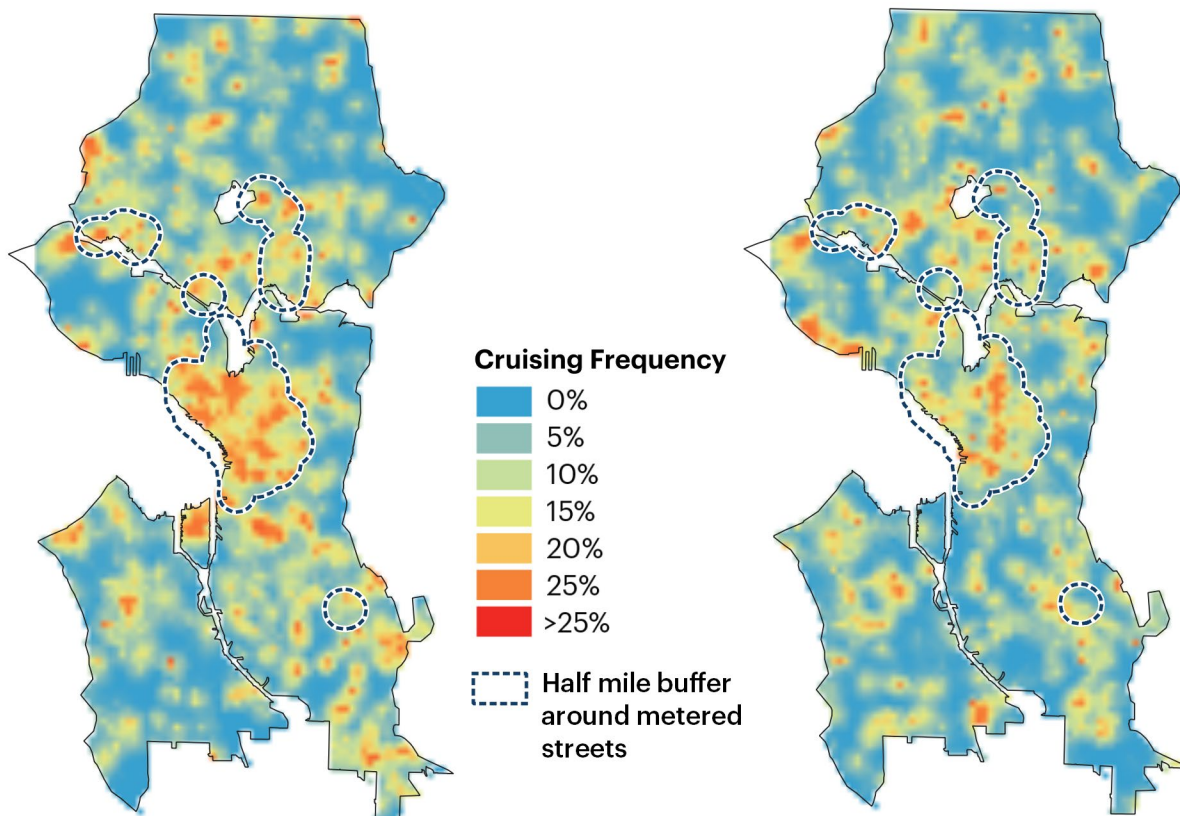 Cruising Frequency
0%
5%
10%
15%
20%
25%
>25%
Half mile buffer
around metered
streets